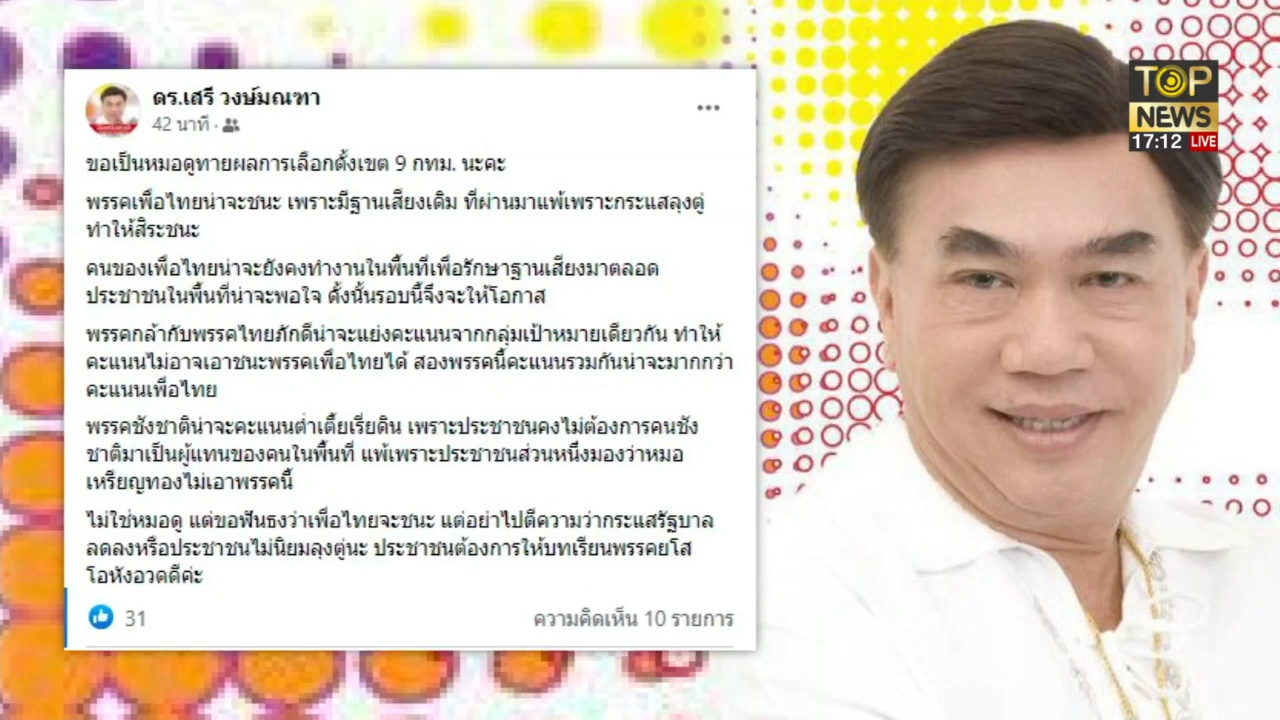 ดร.เสรี วงษ์มณฑา
42 นาที ·
ขอเป็นหมอดูทายผลการเลือกตั้งเขต 9 กทม. นะคะ
พรรคเพื่อไทยน่าจะชนะ เพราะมีฐานเสียงเดิม ที่ผ่านมาแพ้เพราะกระแสลุงตู่
ทำให้สิระชนะ
คนของเพื่อไทยน่าจะยังคงทำงานในพื้นที่เพื่อรักษาฐานเสียงมาตลอด
ประชาชนในพื้นที่น่าจะพอใจ ดั้งนั้นรอบนี้จึงจะให้โอกาส
พรรคกล้ากับพรรคไทยภักดีน่าจะแย่งคะแนนจากกลุ่มเป้าหมายเดียวกัน ทำให้
คะแนนไม่อาจเอาชนะพรรคเพื่อไทยได้ สองพรรคนี้คะแนนรวมกันน่าจะมากกว่า
คะแนนเพื่อไทย
พรรคชังชาติน่าจะคะแนนต่ำเตี้ยเรี่ยดิน เพราะประชาชนคงไม่ต้องการคนชัง
ชาติมาเป็นผู้แทนของคนในพื้นที่ แพ้เพราะประชาชนส่วนหนึ่งมองว่าหมอ
เหรียญทองไม่เอาพรรคนี้
ไม่ใช่หมอดู แต่ขอฟันธงว่าเพื่อไทยจะชนะ แต่อย่าไปตีความว่ากระแสรัฐบาล
ลดลงหรือประชาชนไม่นิยมลุงตู่นะ ประชาชนต้องการให้บทเรียนพรรคยโส
โอหังอวดดีค่ะ
31
ความคิดเห็น 10 รายการ
TOP
NEWS
17:12 LIVE